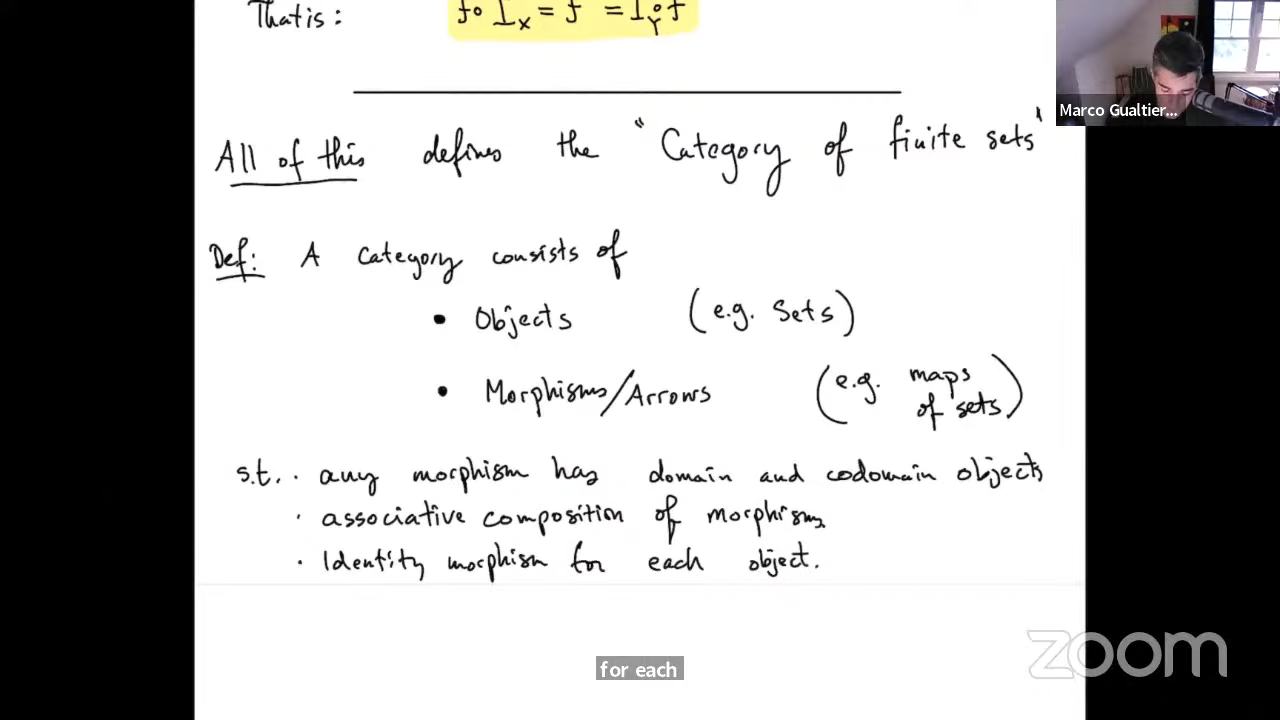 That is: f∘1_X = f = 1_Y∘f
Marco Gualtier...
All of this defines the "Category of finite sets"
Def: A category consists of
• Objects (e.g. Sets)
• Morphisms/Arrows (e.g. maps of sets)
s.t. · any morphism has domain and codomain objects
· associative composition of morphisms
· Identity morphism for each object.
zoom
for each